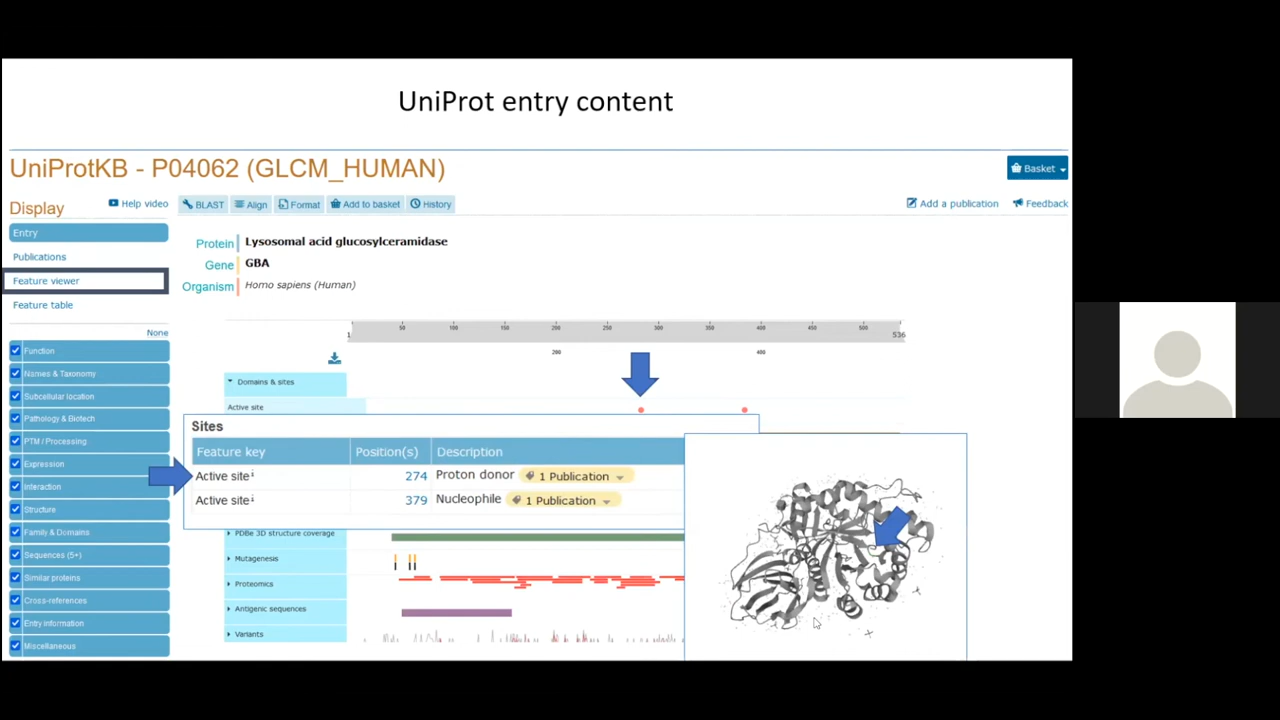 UniProt entry content
UniProtKB - P04062 (GLCM_HUMAN)
Basket
Display
Help video
BLAST
Align
Format
Add to basket
History
Add a publication
Feedback
Entry
Publications
Feature viewer
Feature table
None
Function
Names & Taxonomy
Subcellular location
Pathology & Biotech
PTM / Processing
Expression
Interaction
Structure
Family & Domains
Sequences (5+)
Similar proteins
Cross-references
Entry information
Miscellaneous
Protein Lysosomal acid glucosylceramidase
Gene GBA
Organism Homo sapiens (Human)
1 50 100 150 200 250 300 350 400 450 500 536
200 400
Domains & sites
Active site
Sites
Feature key Position(s) Description
Active site i 274 Proton donor 1 Publication
Active site i 379 Nucleophile 1 Publication
PDBe 3D structure coverage
Mutagenesis
Proteomics
Antigenic sequences
Variants